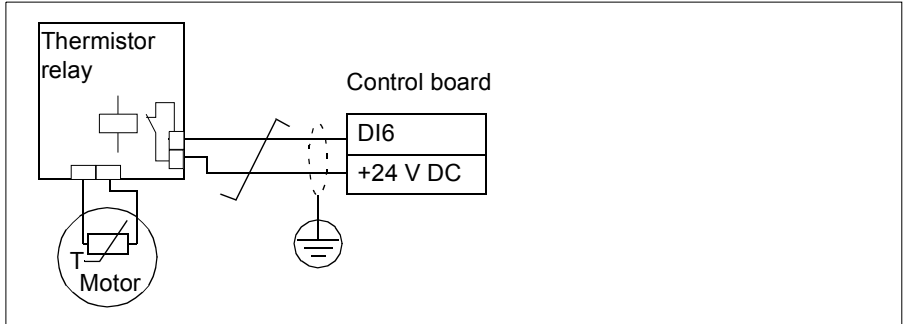 Thermistor
relay
Control board
DI6
+24 V DC
T
Motor